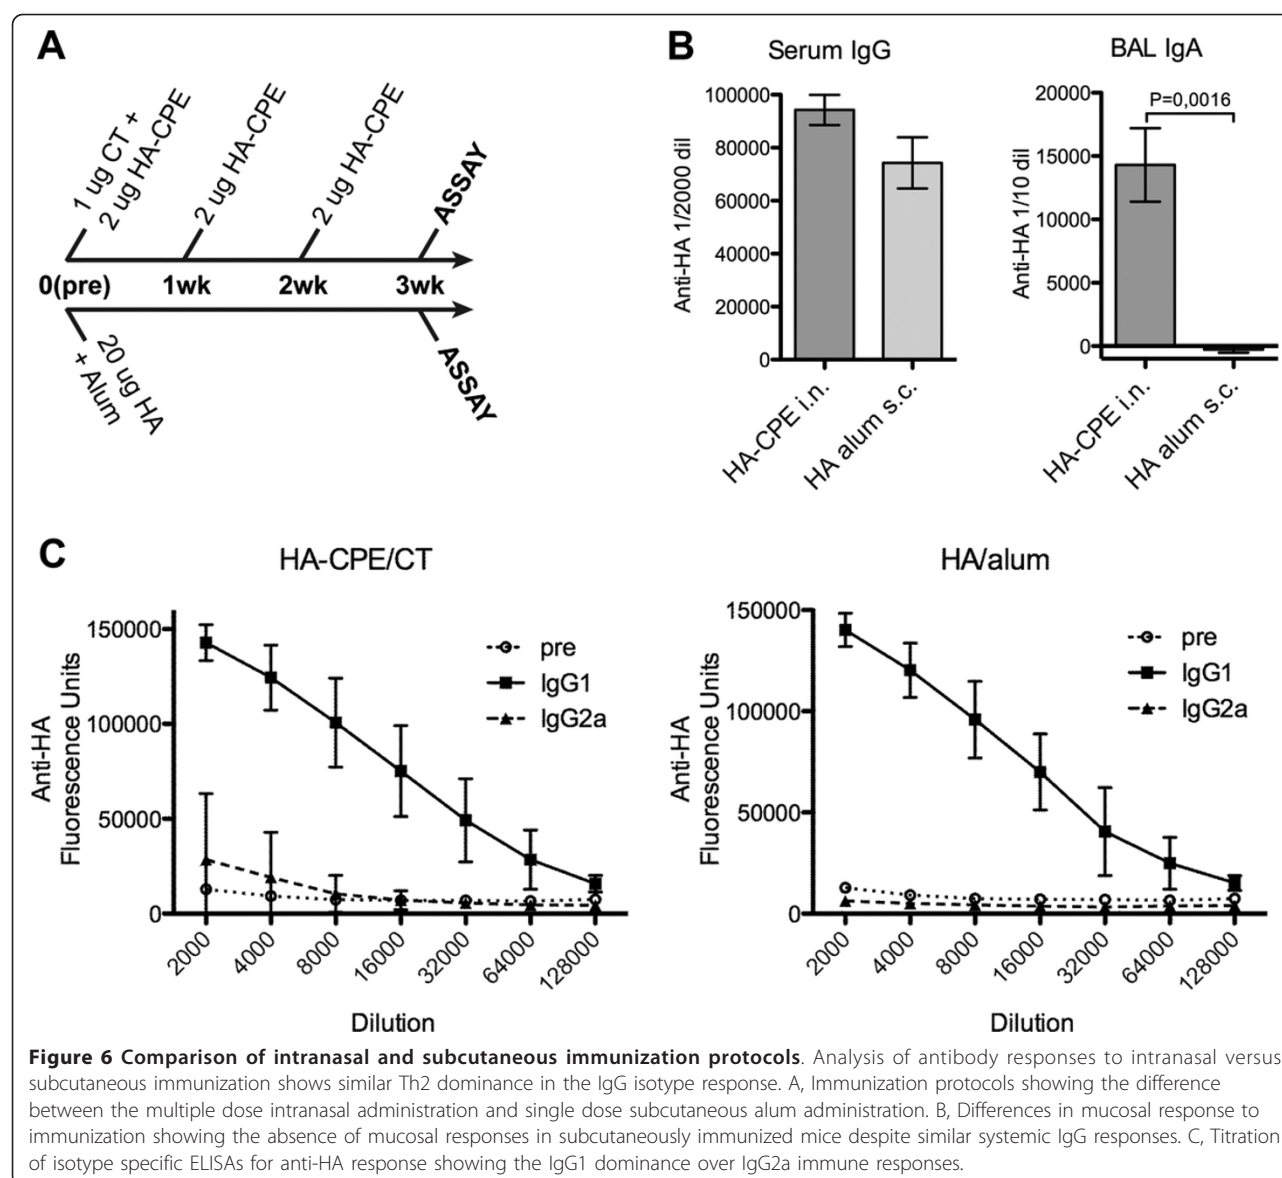 A
1 ug CT +
2 ug HA-CPE
2 ug HA-CPE
2 ug HA-CPE
ASSAY
0(pre) 1wk 2wk 3wk
20 ug HA
+ Alum
ASSAY
B
Serum IgG
Anti-HA 1/2000 dil
100000
80000
60000
40000
20000
0
HA-CPE i.n.
HA alum s.c.
BAL IgA
P=0,0016
Anti-HA 1/10 dil
20000
15000
10000
5000
0
HA-CPE i.n.
HA alum s.c.
C
HA-CPE/CT
Anti-HA
Fluorescence Units
150000
100000
50000
0
pre
IgG1
IgG2a
2000 4000 8000 16000 32000 64000 128000
Dilution
HA/alum
Anti-HA
Fluorescence Units
150000
100000
50000
0
pre
IgG1
IgG2a
2000 4000 8000 16000 32000 64000 128000
Dilution
Figure 6 Comparison of intranasal and subcutaneous immunization protocols. Analysis of antibody responses to intranasal versus
subcutaneous immunization shows similar Th2 dominance in the IgG isotype response. A, Immunization protocols showing the difference
between the multiple dose intranasal administration and single dose subcutaneous alum administration. B, Differences in mucosal response to
immunization showing the absence of mucosal responses in subcutaneously immunized mice despite similar systemic IgG responses. C, Titration
of isotype specific ELISAs for anti-HA response showing the IgG1 dominance over IgG2a immune responses.